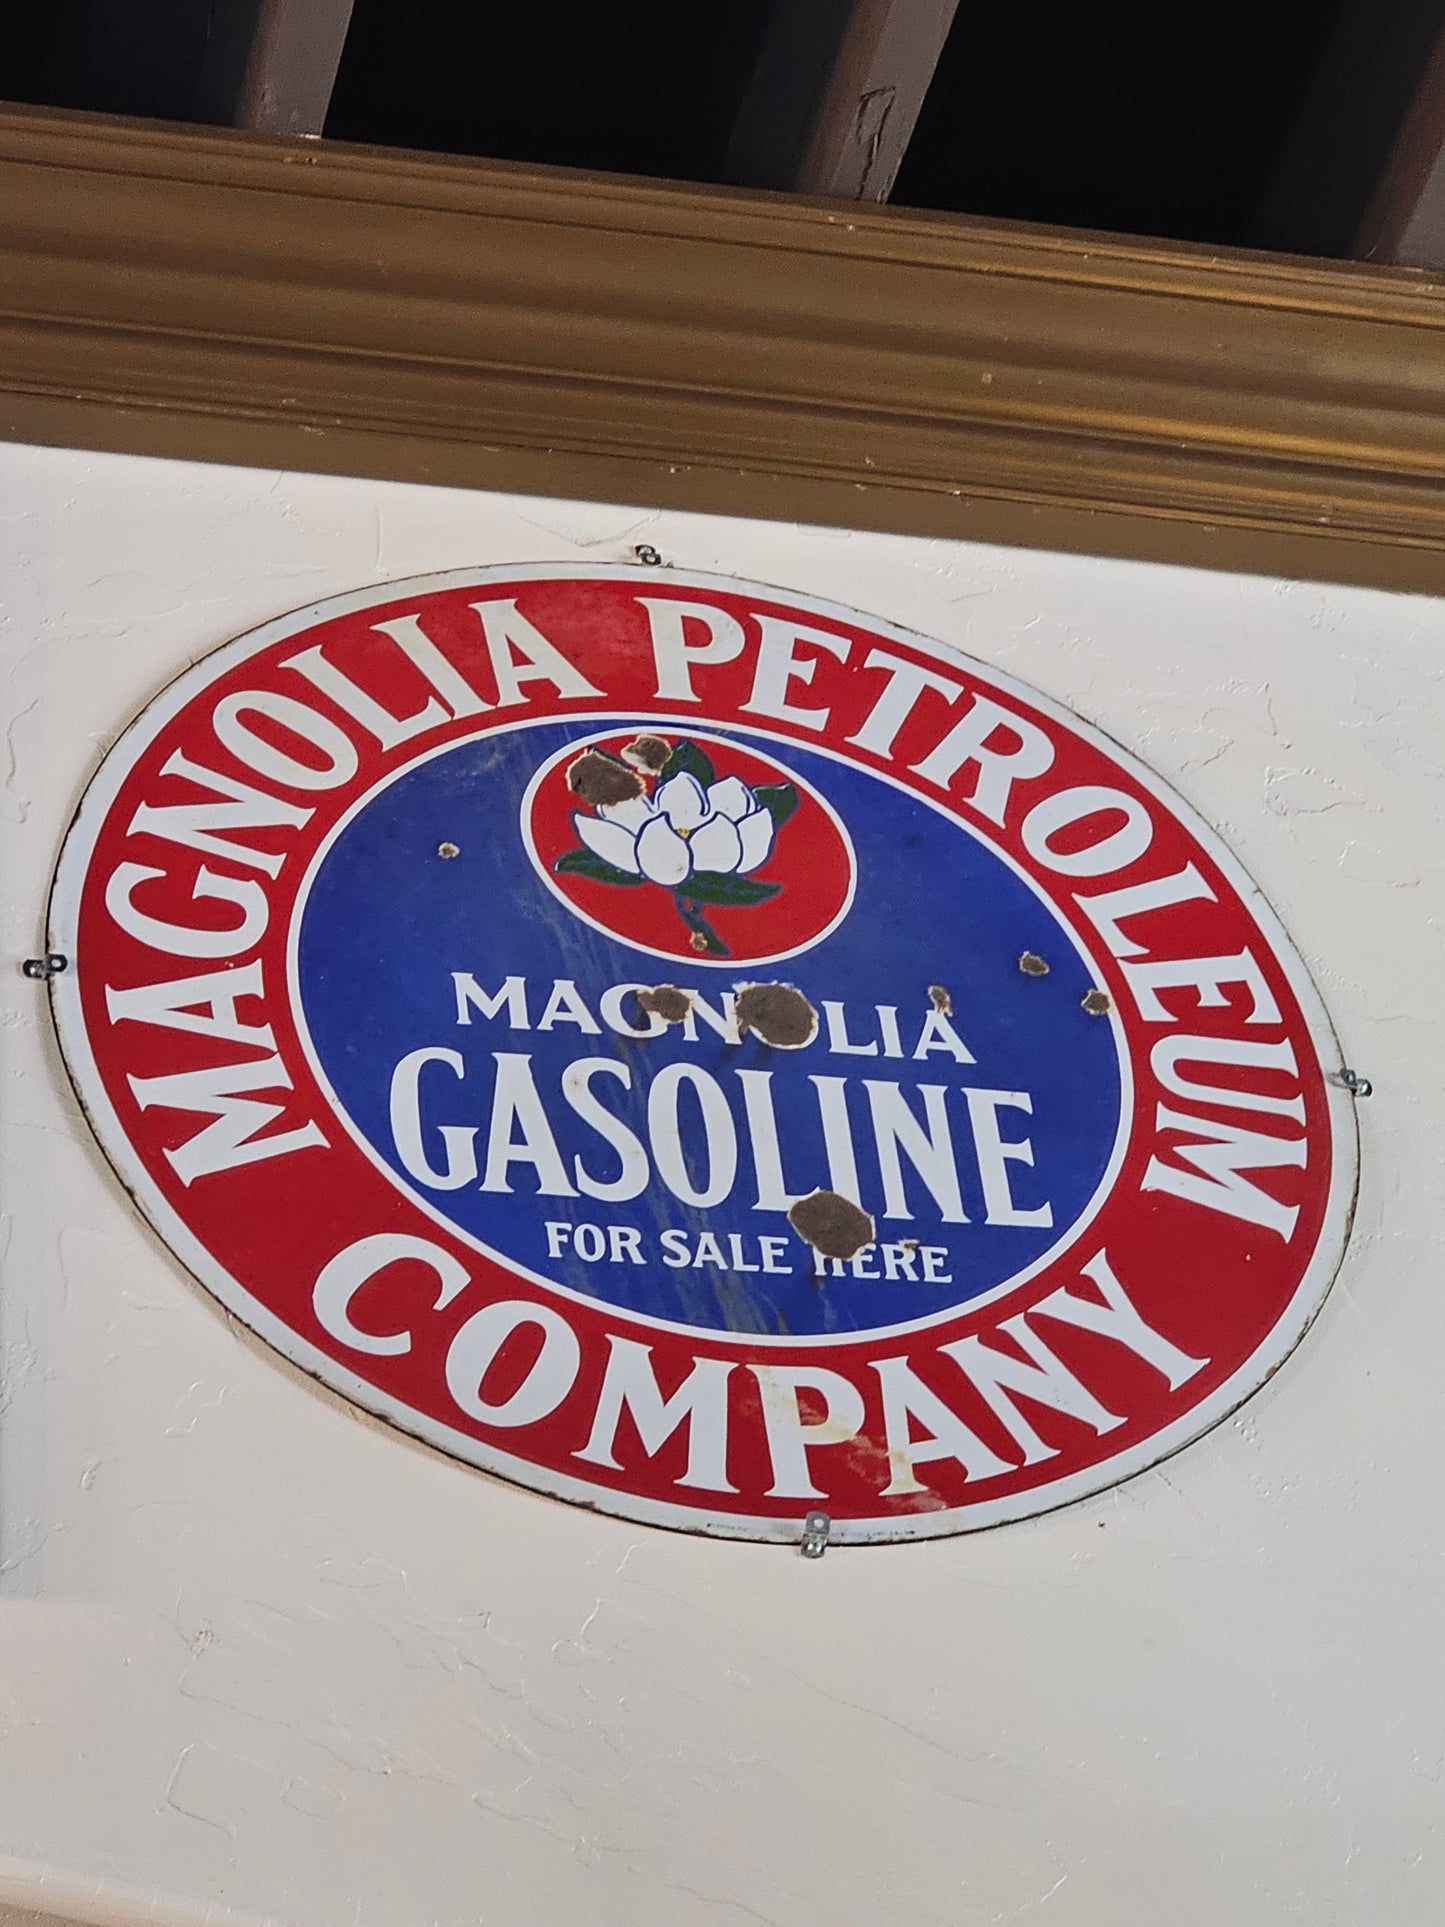 MAGNOLIA PETROLEUM
COMPANY
MAGNOLIA
GASOLINE
FOR SALE HERE